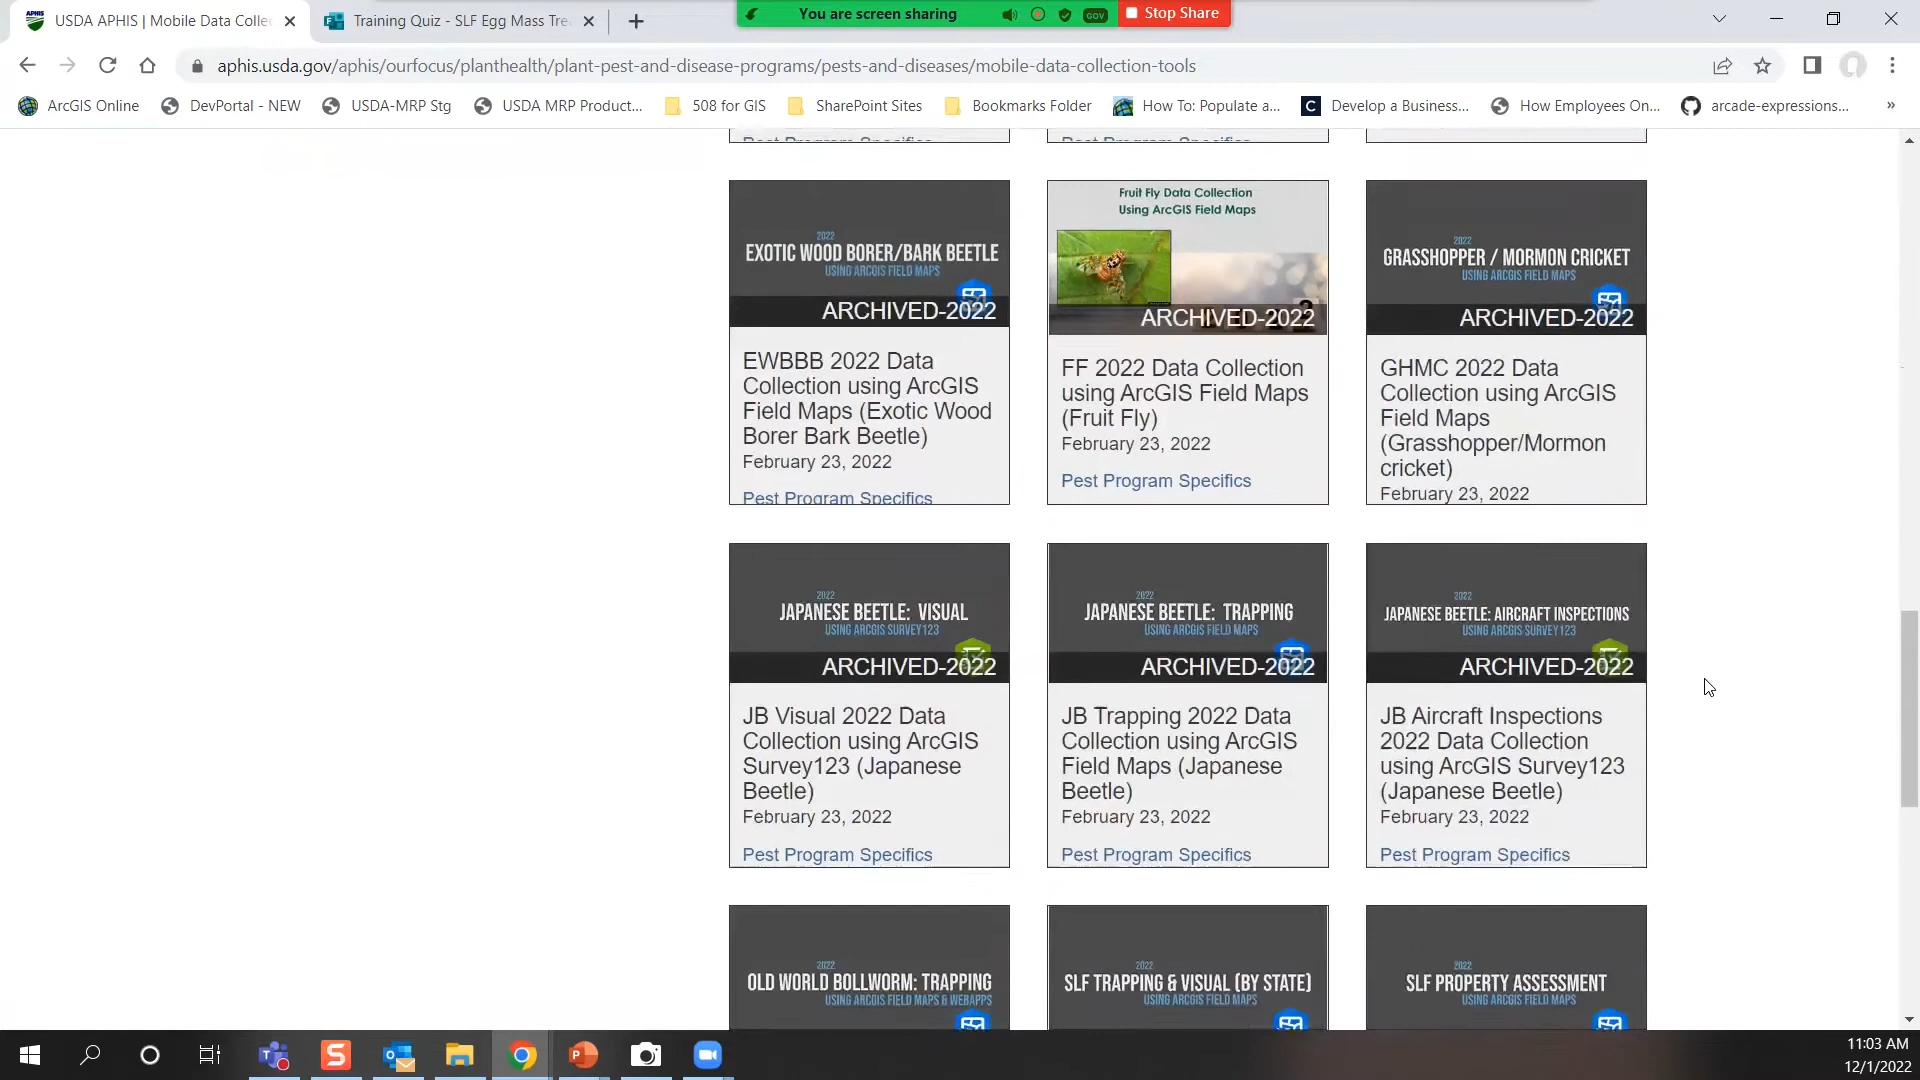 USDA APHIS | Mobile Data Colle
Training Quiz - SLF Egg Mass Tre
You are screen sharing
GOV
Stop Share
aphis.usda.gov/aphis/ourfocus/planthealth/plant-pest-and-disease-programs/pests-and-diseases/mobile-data-collection-tools
ArcGIS Online
DevPortal - NEW
USDA-MRP Stg
USDA MRP Product...
508 for GIS
SharePoint Sites
Bookmarks Folder
How To: Populate a...
Develop a Business...
How Employees On...
arcade-expressions...
»
Pest Program Specifics
Pest Program Specifics
2022
EXOTIC WOOD BORER/BARK BEETLE
USING ARCGIS FIELD MAPS
ARCHIVED-2022
EWBBB 2022 Data
Collection using ArcGIS
Field Maps (Exotic Wood
Borer Bark Beetle)
February 23, 2022
Pest Program Specifics
Fruit Fly Data Collection
Using ArcGIS Field Maps
ARCHIVED-2022
FF 2022 Data Collection
using ArcGIS Field Maps
(Fruit Fly)
February 23, 2022
Pest Program Specifics
2022
GRASSHOPPER / MORMON CRICKET
USING ARCGIS FIELD MAPS
ARCHIVED-2022
GHMC 2022 Data
Collection using ArcGIS
Field Maps
(Grasshopper/Mormon
cricket)
February 23, 2022
2022
JAPANESE BEETLE: VISUAL
USING ARCGIS SURVEY123
ARCHIVED-2022
JB Visual 2022 Data
Collection using ArcGIS
Survey123 (Japanese
Beetle)
February 23, 2022
Pest Program Specifics
2022
JAPANESE BEETLE: TRAPPING
USING ARCGIS FIELD MAPS
ARCHIVED-2022
JB Trapping 2022 Data
Collection using ArcGIS
Field Maps (Japanese
Beetle)
February 23, 2022
Pest Program Specifics
2022
JAPANESE BEETLE: AIRCRAFT INSPECTIONS
USING ARCGIS SURVEY123
ARCHIVED-2022
JB Aircraft Inspections
2022 Data Collection
using ArcGIS Survey123
(Japanese Beetle)
February 23, 2022
Pest Program Specifics
2022
OLD WORLD BOLLWORM: TRAPPING
USING ARCGIS FIELD MAPS & WEBAPPS
2022
SLF TRAPPING & VISUAL (BY STATE)
USING ARCGIS FIELD MAPS
2022
SLF PROPERTY ASSESSMENT
USING ARCGIS FIELD MAPS
11:03 AM
12/1/2022